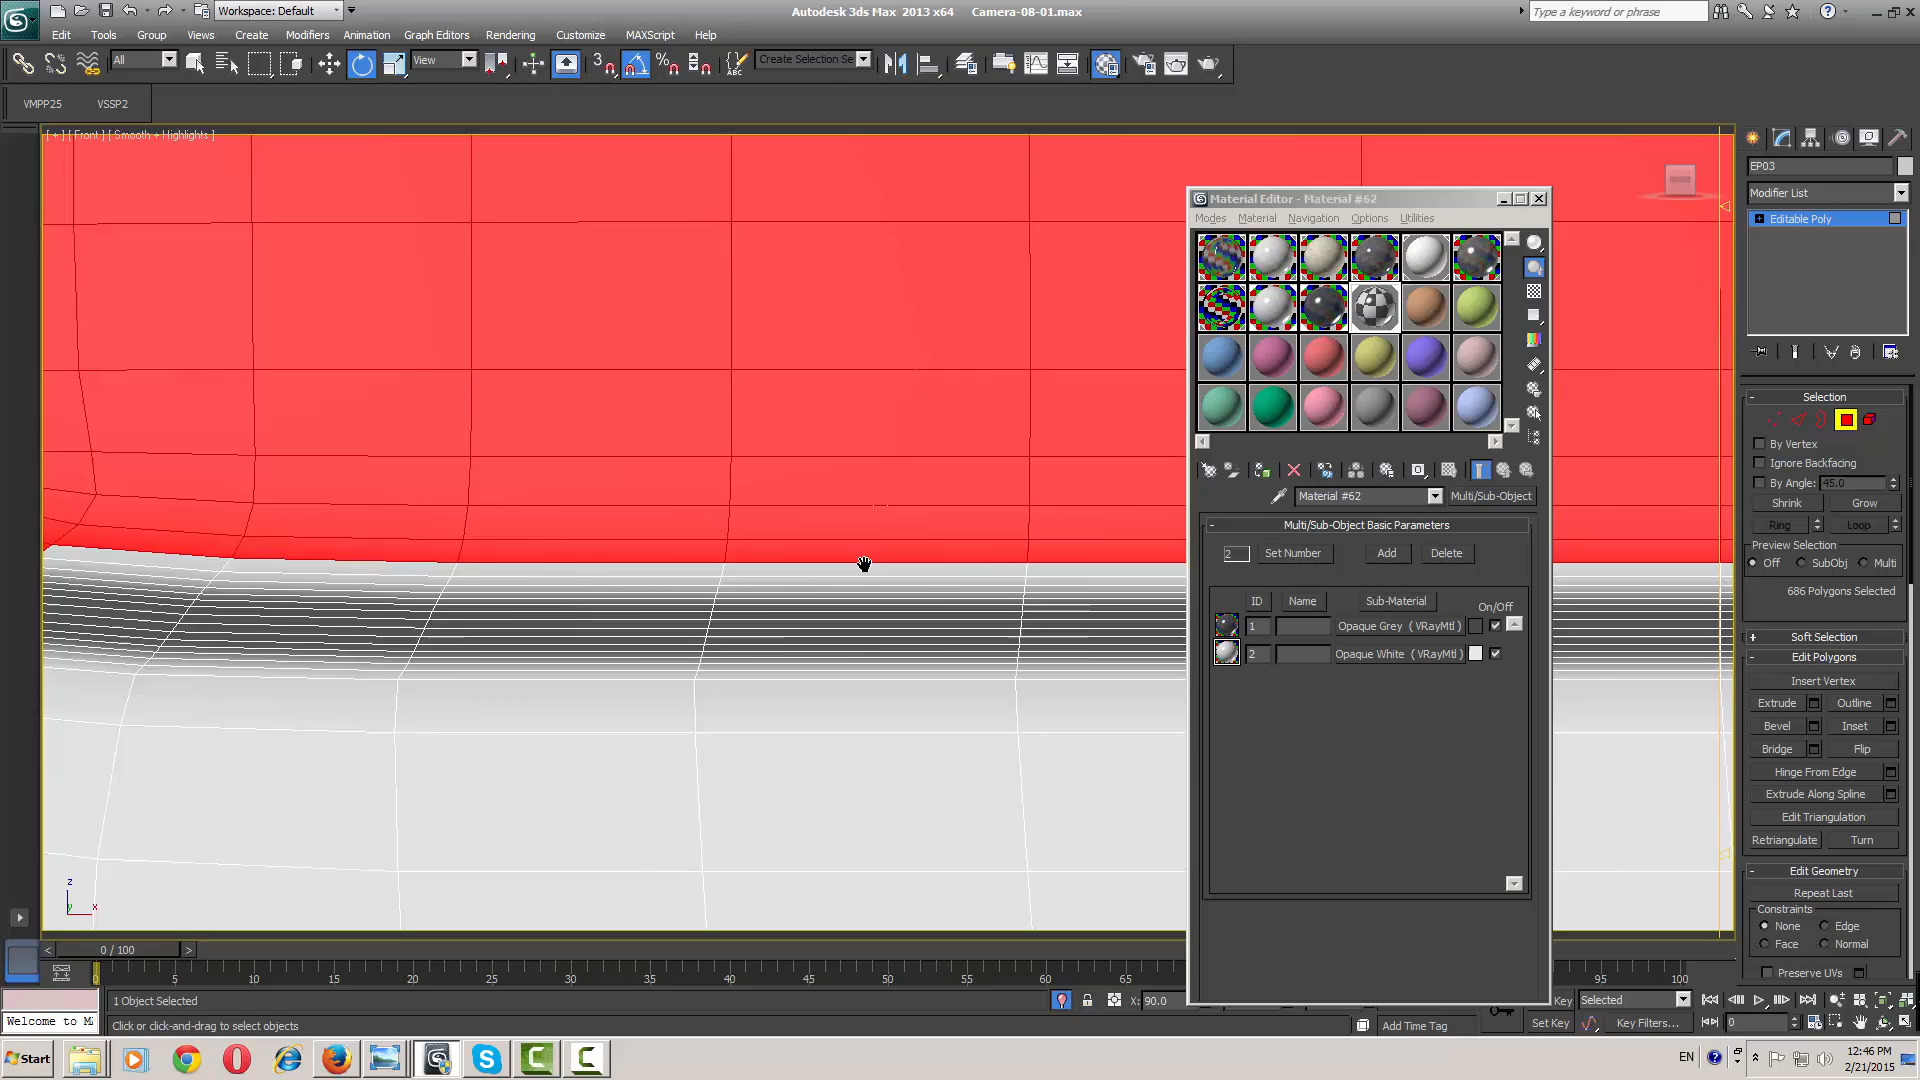 Workspace: Default
Autodesk 3ds Max 2013 x64 Camera-08-01.max
Type a keyword or phrase
Edit Tools Group Views Create Modifiers Animation Graph Editors Rendering Customize MAXScript Help
All View Create Selection Se
VMPP25 VSSP2
[ + ] [ Front ] [ Smooth + Highlights ]
EP03
Modifier List
Editable Poly
Material Editor - Material #62
Modes Material Navigation Options Utilities
Material #62 Multi/Sub-Object
- Multi/Sub-Object Basic Parameters
2 Set Number Add Delete
ID Name Sub-Material On/Off
1 Opaque Grey ( VRayMtl )
2 Opaque White ( VRayMtl )
- Selection
By Vertex
Ignore Backfacing
By Angle: 45.0
Shrink Grow
Ring Loop
Preview Selection
Off SubObj Multi
686 Polygons Selected
+ Soft Selection
- Edit Polygons
Insert Vertex
Extrude Outline
Bevel Inset
Bridge Flip
Hinge From Edge
Extrude Along Spline
Edit Triangulation
Retriangulate Turn
- Edit Geometry
Repeat Last
Constraints
None Edge
Face Normal
Preserve UVs
z
y x
< 0 / 100 >
5 10 15 20 25 30 35 40 45 50 55 60 65 95 100
1 Object Selected X: 90.0 Key Selected
Welcome to M
Click or click-and-drag to select objects Add Time Tag Set Key Key Filters... 0
Start
EN 12:46 PM
2/21/2015